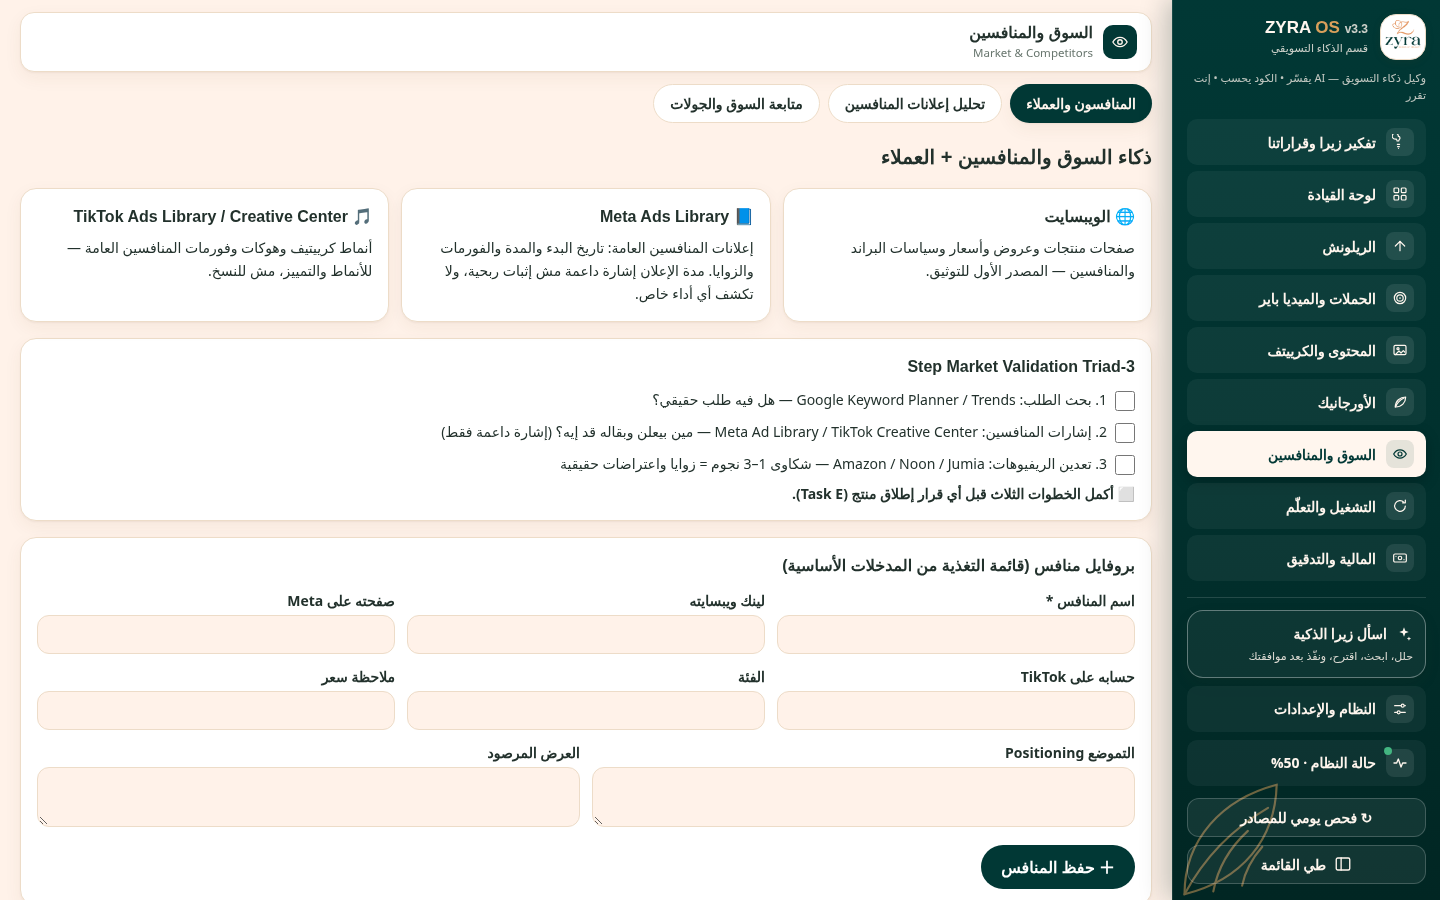 zyra
ZYRA OS v3.3
قسم الذكاء التسويقي
وكيل ذكاء التسويق — AI يفسّر • الكود يحسب • إنت
تقرر
تفكير زيرا وقراراتنا
لوحة القيادة
الريلونش
الحملات والميديا باير
المحتوى والكرييتف
الأورجانيك
السوق والمنافسين
التشغيل والتعلّم
المالية والتدقيق
اسأل زيرا الذكية
حلل، ابحث، اقترح، ونفّذ بعد موافقتك
النظام والإعدادات
حالة النظام · 50%
↻ فحص يومي للمصادر
طي القائمة
السوق والمنافسين
Market & Competitors
المنافسون والعملاء
تحليل إعلانات المنافسين
متابعة السوق والجولات
ذكاء السوق والمنافسين + العملاء
🌐 الويبسايت
صفحات منتجات وعروض وأسعار وسياسات البراند
والمنافسين — المصدر الأول للتوثيق.
📘 Meta Ads Library
إعلانات المنافسين العامة: تاريخ البدء والمدة والفورمات
والزوايا. مدة الإعلان إشارة داعمة مش إثبات ربحية، ولا
تكشف أي أداء خاص.
🎵 TikTok Ads Library / Creative Center
أنماط كرييتيف وهوكات وفورمات المنافسين العامة —
للأنماط والتمييز، مش للنسخ.
Step Market Validation Triad-3
1. بحث الطلب: Google Keyword Planner / Trends — هل فيه طلب حقيقي؟
2. إشارات المنافسين: Meta Ad Library / TikTok Creative Center — مين بيعلن وبقاله قد إيه؟ (إشارة داعمة فقط)
3. تعدين الريفيوهات: Amazon / Noon / Jumia — شكاوى 1–3 نجوم = زوايا واعتراضات حقيقية
⬜ أكمل الخطوات الثلاث قبل أي قرار إطلاق منتج (Task E).
بروفايل منافس (قائمة التغذية من المدخلات الأساسية)
اسم المنافس *
لينك ويبسايته
صفحته على Meta
حسابه على TikTok
الفئة
ملاحظة سعر
التموضع Positioning
العرض المرصود
+ حفظ المنافس